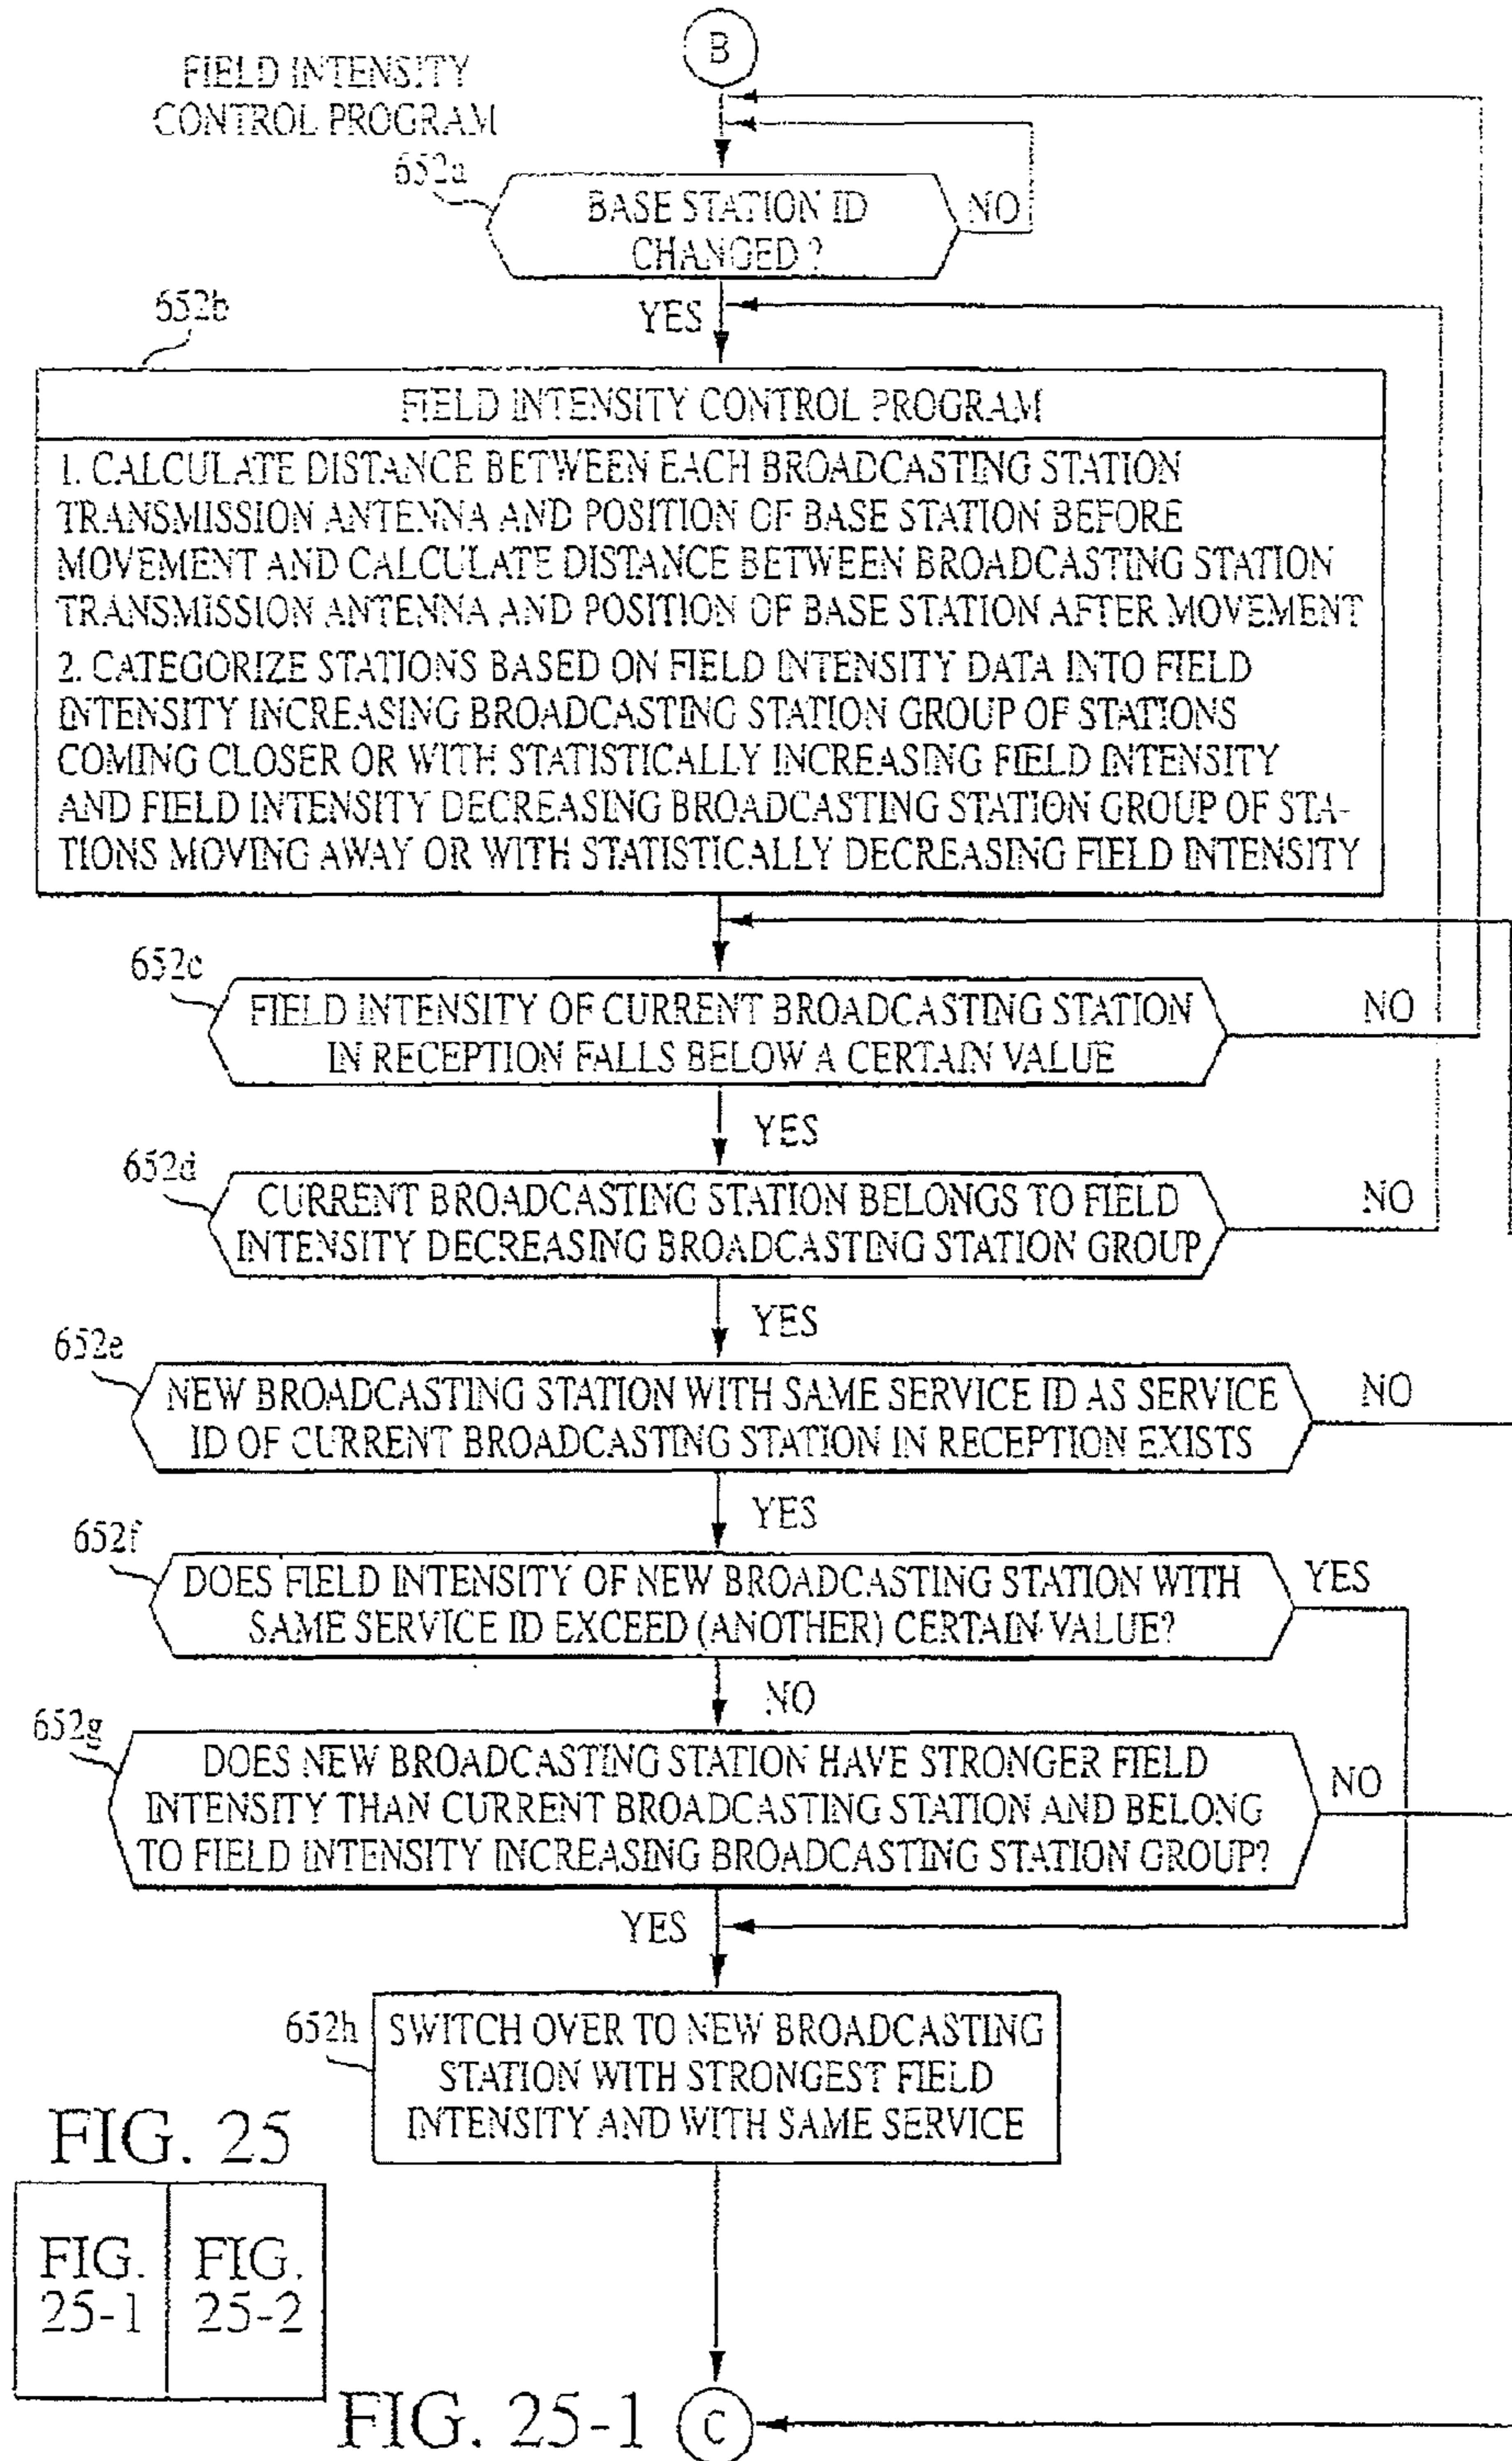 B
FIELD INTENSITY
CONTROL PROGRAM
652a
BASE STATION ID
CHANGED ?
NO
YES
652b
FIELD INTENSITY CONTROL PROGRAM
1. CALCULATE DISTANCE BETWEEN EACH BROADCASTING STATION
TRANSMISSION ANTENNA AND POSITION OF BASE STATION BEFORE
MOVEMENT AND CALCULATE DISTANCE BETWEEN BROADCASTING STATION
TRANSMISSION ANTENNA AND POSITION OF BASE STATION AFTER MOVEMENT
2. CATEGORIZE STATIONS BASED ON FIELD INTENSITY DATA INTO FIELD
INTENSITY INCREASING BROADCASTING STATION GROUP OF STATIONS
COMING CLOSER OR WITH STATISTICALLY INCREASING FIELD INTENSITY
AND FIELD INTENSITY DECREASING BROADCASTING STATION GROUP OF STA-
TIONS MOVING AWAY OR WITH STATISTICALLY DECREASING FIELD INTENSITY
652c
FIELD INTENSITY OF CURRENT BROADCASTING STATION
IN RECEPTION FALLS BELOW A CERTAIN VALUE
NO
YES
652d
CURRENT BROADCASTING STATION BELONGS TO FIELD
INTENSITY DECREASING BROADCASTING STATION GROUP
NO
YES
652e
NEW BROADCASTING STATION WITH SAME SERVICE ID AS SERVICE
ID OF CURRENT BROADCASTING STATION IN RECEPTION EXISTS
NO
YES
652f
DOES FIELD INTENSITY OF NEW BROADCASTING STATION WITH
SAME SERVICE ID EXCEED (ANOTHER) CERTAIN VALUE?
YES
NO
652g
DOES NEW BROADCASTING STATION HAVE STRONGER FIELD
INTENSITY THAN CURRENT BROADCASTING STATION AND BELONG
TO FIELD INTENSITY INCREASING BROADCASTING STATION GROUP?
NO
YES
652h
SWITCH OVER TO NEW BROADCASTING
STATION WITH STRONGEST FIELD
INTENSITY AND WITH SAME SERVICE
FIG. 25
FIG.
25-1
FIG.
25-2
FIG. 25-1
C